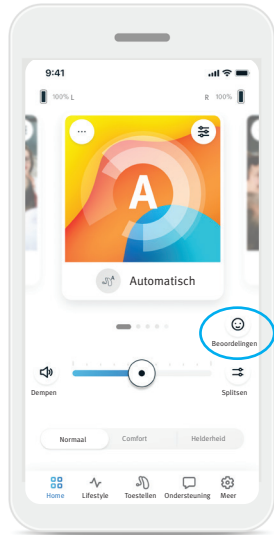 9:41
100% L R 100%
A
Automatisch
Beoordelingen
Dempen Splitsen
Normaal Comfort Helderheid
Home Lifestyle Toestellen Ondersteuning Meer